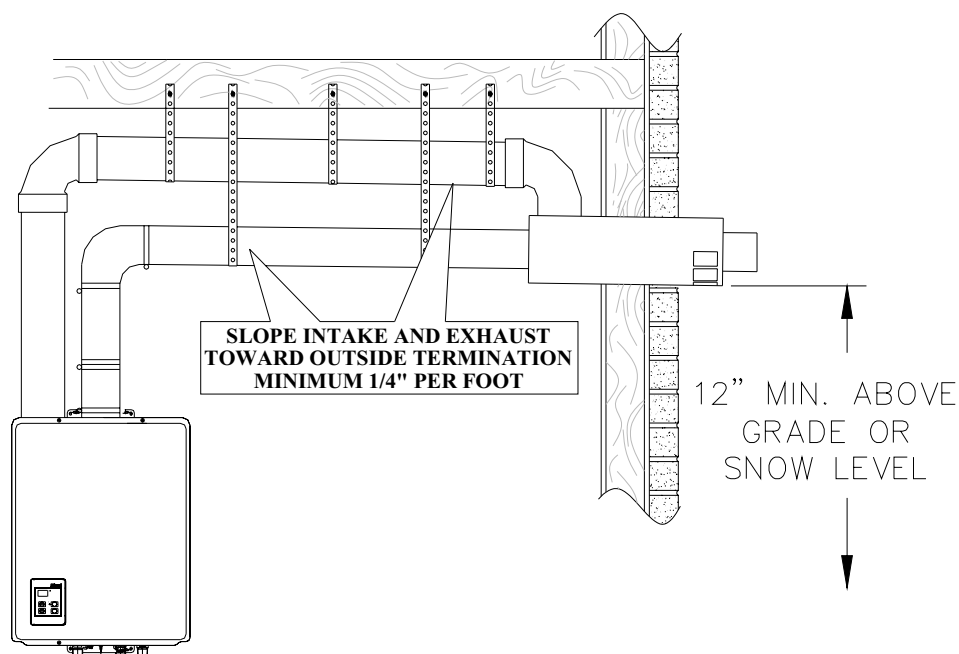 SLOPE INTAKE AND EXHAUST
TOWARD OUTSIDE TERMINATION
MINIMUM 1/4" PER FOOT
12” MIN. ABOVE
GRADE OR
SNOW LEVEL